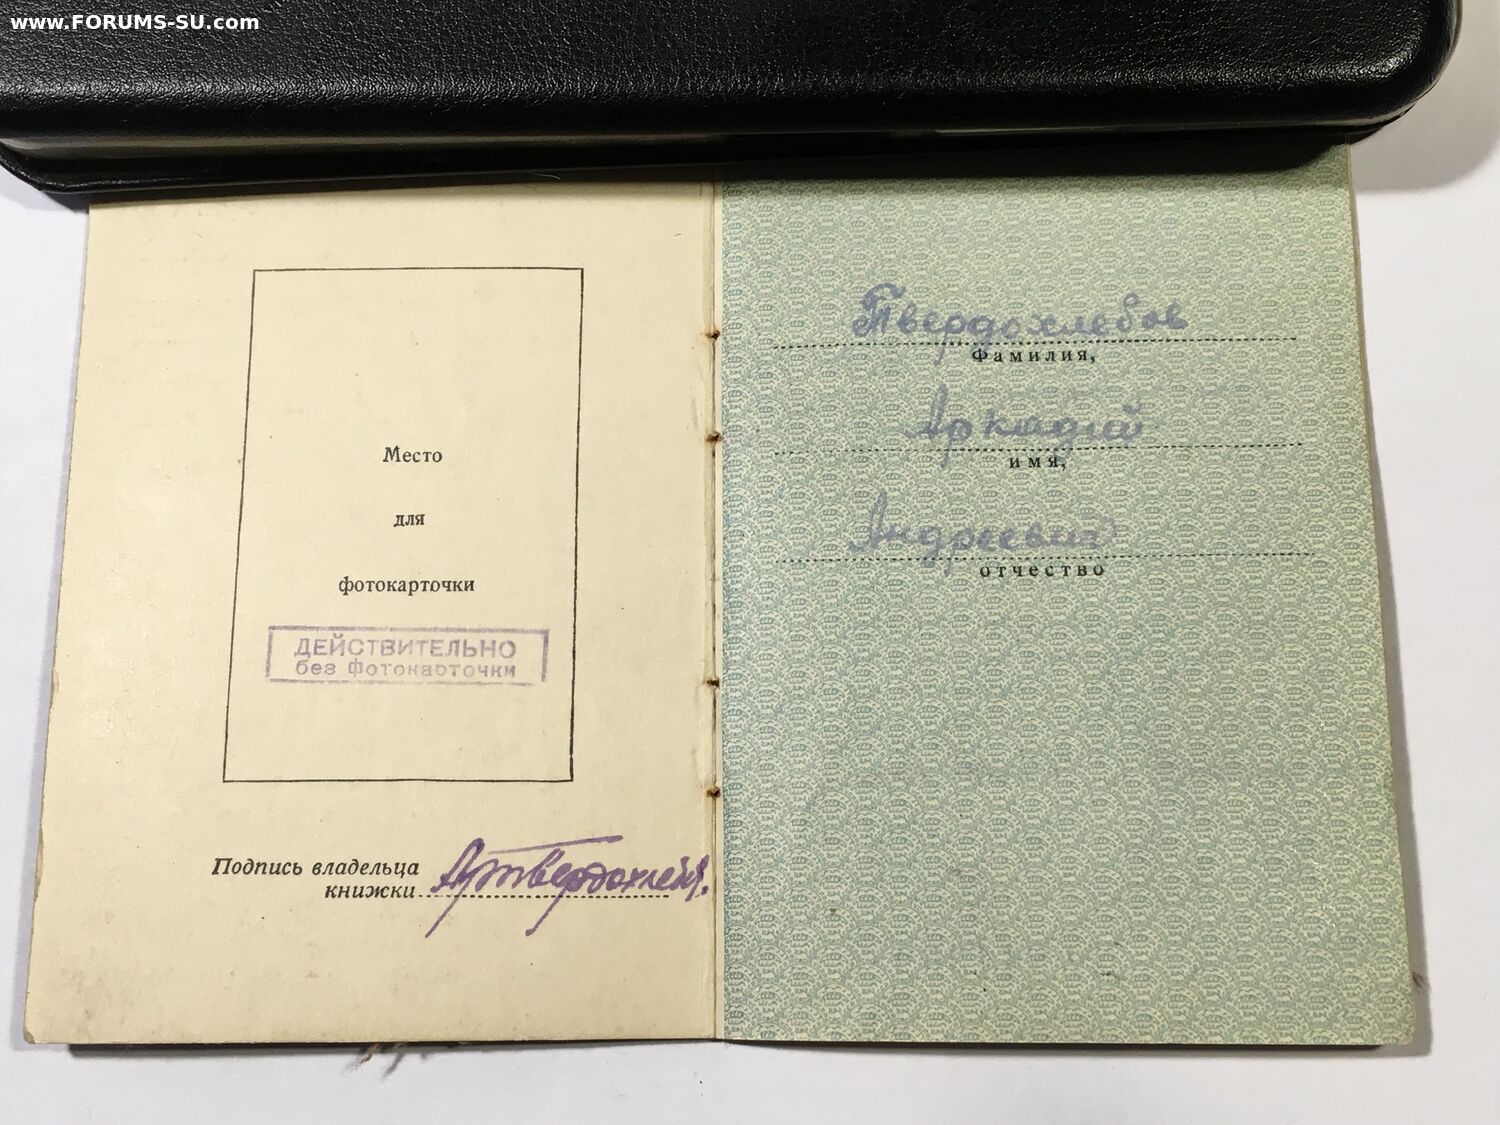 www.FORUMS-SU.com
Место
для
фотокарточки
ДЕЙСТВИТЕЛЬНО
без фотокарточки
Подпись владельца
книжки
Твердохлебов
Фамилия,
Аркадий
имя,
Андреевич
отчество